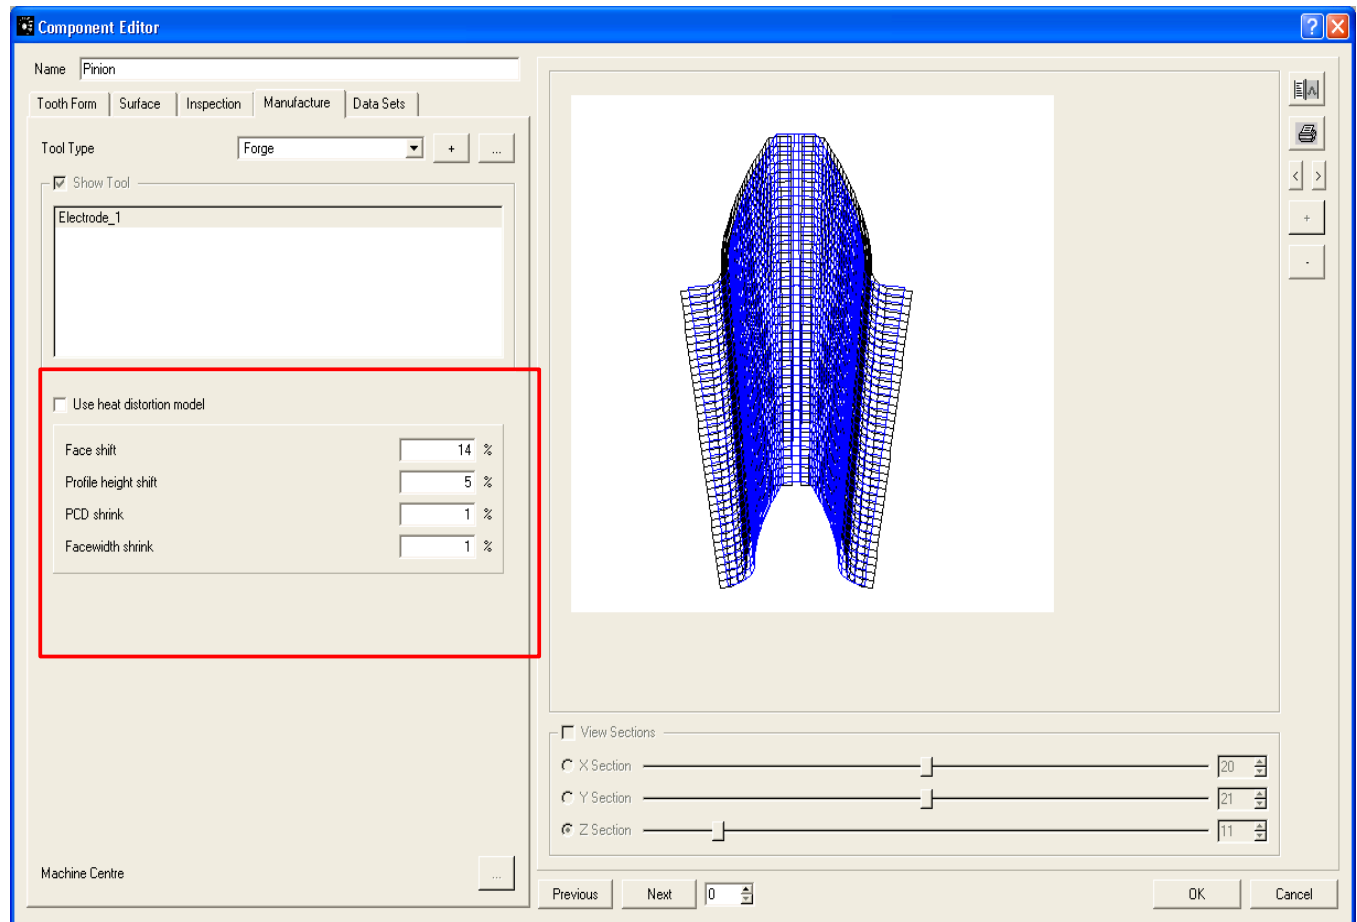 Component Editor
Name Pinion
Tooth Form Surface Inspection Manufacture Data Sets
Tool Type Forge + ...
Show Tool
Electrode_1
Use heat distortion model
Face shift 14 %
Profile height shift 5 %
PCD shrink 1 %
Facewidth shrink 1 %
Machine Centre ...
< >
+
-
View Sections
X Section 20
Y Section 21
Z Section 11
Previous Next 0 OK Cancel